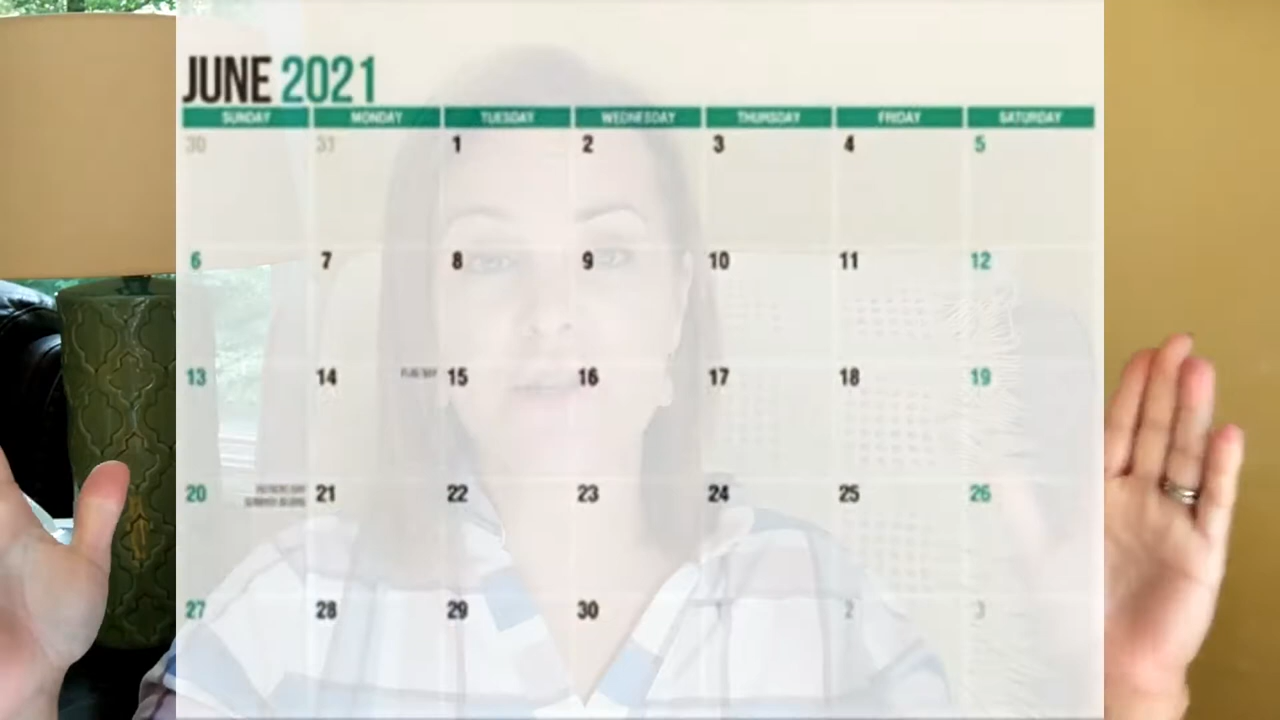 JUNE 2021
SUNDAY MONDAY TUESDAY WEDNESDAY THURSDAY FRIDAY SATURDAY
30 31 1 2 3 4 5
6 7 8 9 10 11 12
13 14 FLAG DAY 15 16 17 18 19
20 21 22 23 24 25 26
27 28 29 30 1 2 3